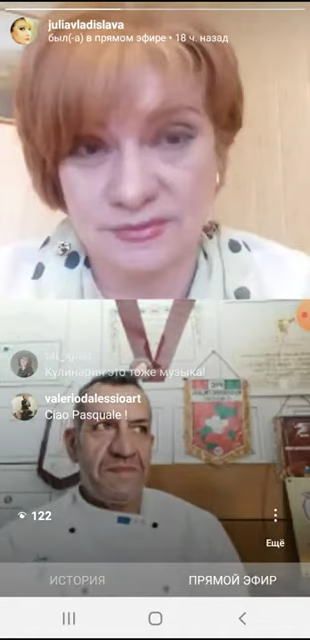 juliavladislava
был(-а) в прямом эфире • 18 ч. назад
Кулинария это тоже музыка!
valeriodalessioart
Ciao Pasquale !
122
Ещё
ИСТОРИЯ
ПРЯМОЙ ЭФИР